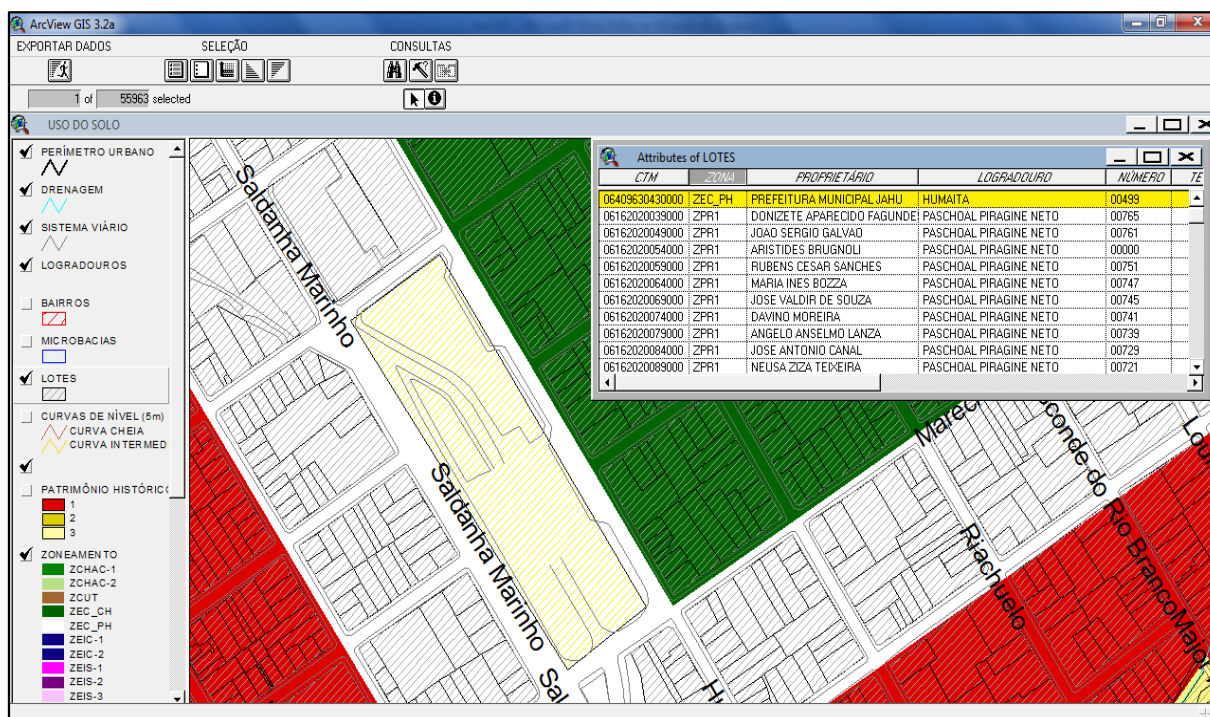 ArcView GIS 3.2a
EXPORTAR DADOS SELEÇÃO CONSULTAS
1 of 55963 selected
USO DO SOLO
PERÍMETRO URBANO
DRENAGEM
SISTEMA VIÁRIO
LOGRADOUROS
BAIRROS
MICROBACIAS
LOTES
CURVAS DE NÍVEL (5m)
CURVA CHEIA
CURVA INTERMED
PATRIMÔNIO HISTÓRICO
1
2
3
ZONEAMENTO
ZCHAC-1
ZCHAC-2
ZCUT
ZEC_CH
ZEC_PH
ZEIC-1
ZEIC-2
ZEIS-1
ZEIS-2
ZEIS-3
Saldanha Marinho
Saldanha Marinho
Sal
Hu
Marec
sconde do Rio Branco
Riachuelo
Major
Lou
Attributes of LOTES
CTM ZONA PROPRIETÁRIO LOGRADOURO NÚMERO TE
06409630430000 ZEC_PH PREFEITURA MUNICIPAL JAHU HUMAITA 00499
06162020039000 ZPR1 DONIZETE APARECIDO FAGUNDE PASCHOAL PIRAGINE NETO 00765
06162020049000 ZPR1 JOAO SERGIO GALVAO PASCHOAL PIRAGINE NETO 00761
06162020054000 ZPR1 ARISTIDES BRUGNOLI PASCHOAL PIRAGINE NETO 00000
06162020059000 ZPR1 RUBENS CESAR SANCHES PASCHOAL PIRAGINE NETO 00751
06162020064000 ZPR1 MARIA INES BOZZA PASCHOAL PIRAGINE NETO 00747
06162020069000 ZPR1 JOSE VALDIR DE SOUZA PASCHOAL PIRAGINE NETO 00745
06162020074000 ZPR1 DAVINO MOREIRA PASCHOAL PIRAGINE NETO 00741
06162020079000 ZPR1 ANGELO ANSELMO LANZA PASCHOAL PIRAGINE NETO 00739
06162020084000 ZPR1 JOSE ANTONIO CANAL PASCHOAL PIRAGINE NETO 00729
06162020089000 ZPR1 NEUSA ZIZA TEIXEIRA PASCHOAL PIRAGINE NETO 00721